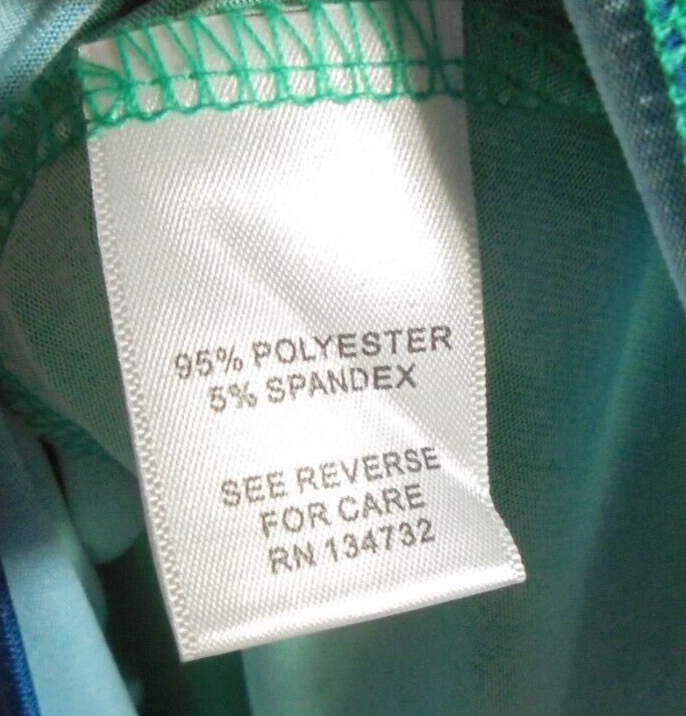 95% POLYESTER
5% SPANDEX
SEE REVERSE
FOR CARE
RN 134732